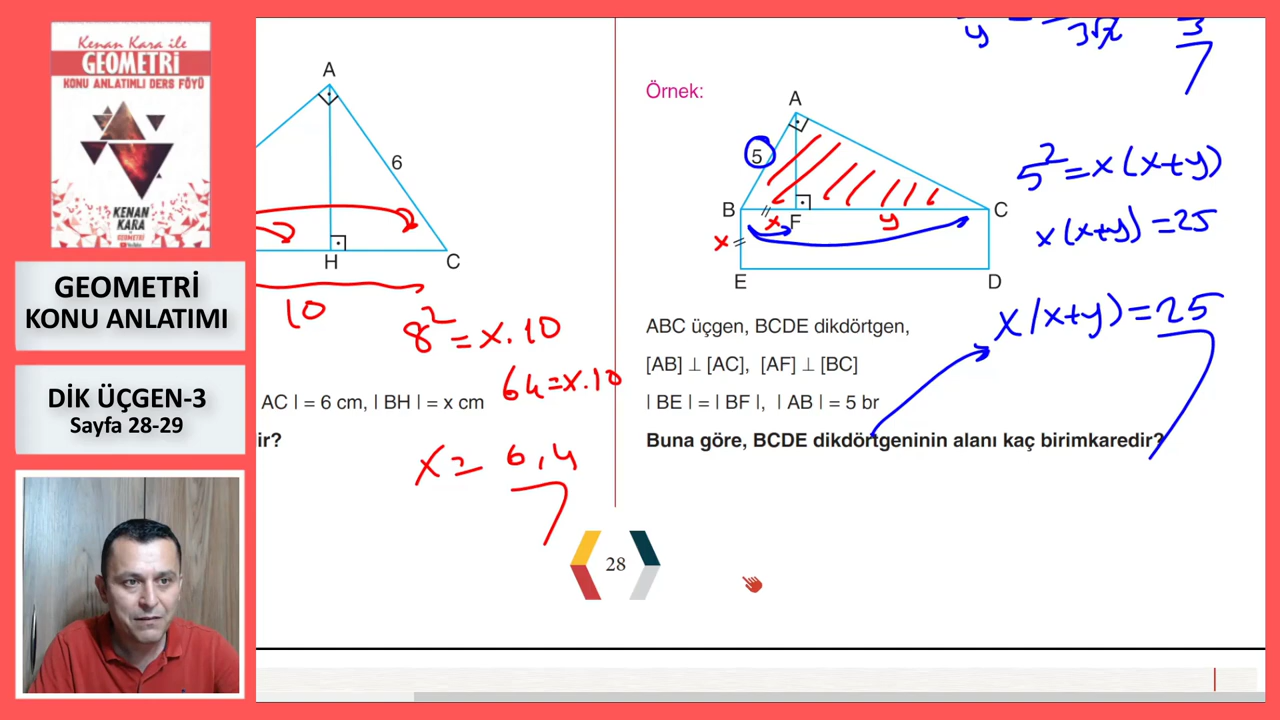 Kenan Kara ile
GEOMETRİ
KONU ANLATIMLI DERS FÖYÜ
KENAN
KARA
GEOMETRİ
GEOMETRİ
KONU ANLATIMI
DİK ÜÇGEN-3
Sayfa 28-29
A
6
H
C
10
8² = x.10
64 = x.10
AC | = 6 cm, | BH | = x cm
ir?
x = 6,4
y
3√x
3
Örnek:
A
5
B
x
F
y
C
x
E
D
5² = x(x+y)
x(x+y) = 25
x(x+y) = 25
ABC üçgen, BCDE dikdörtgen,
[AB] ⊥ [AC], [AF] ⊥ [BC]
| BE | = | BF |, | AB | = 5 br
Buna göre, BCDE dikdörtgeninin alanı kaç birimkaredir?
28